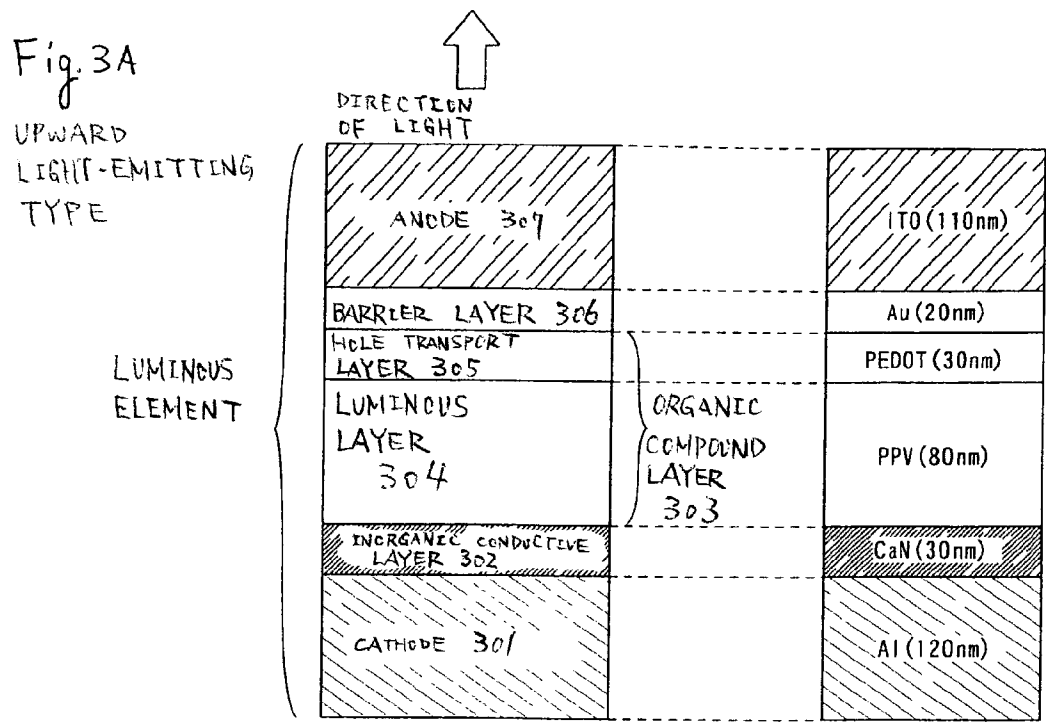 Fig. 3A
UPWARD
LIGHT-EMITTING
TYPE
DIRECTION
OF LIGHT
LUMINOUS
ELEMENT
ANODE 307
BARRIER LAYER 306
HOLE TRANSPORT
LAYER 305
LUMINOUS
LAYER
304
INORGANIC CONDUCTIVE
LAYER 302
CATHODE 301
ORGANIC
COMPOUND
LAYER
303
ITO(110nm)
Au(20nm)
PEDOT(30nm)
PPV(80nm)
CaN(30nm)
Al(120nm)